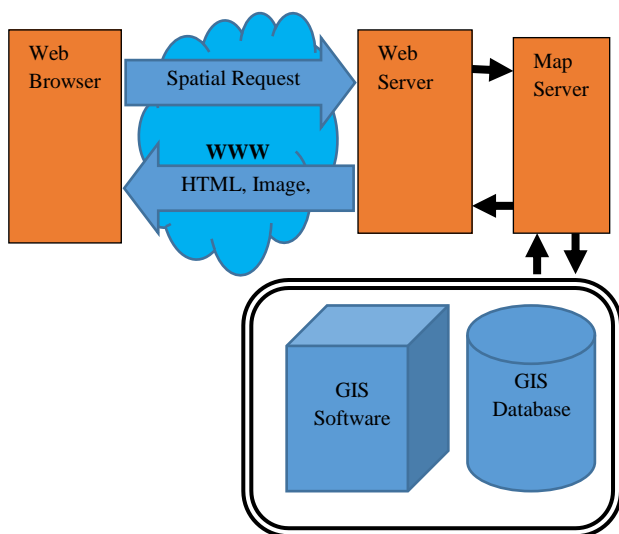 Web
Browser
Spatial Request
WWW
HTML, Image,
Web
Server
Map
Server
GIS
Software
GIS
Database